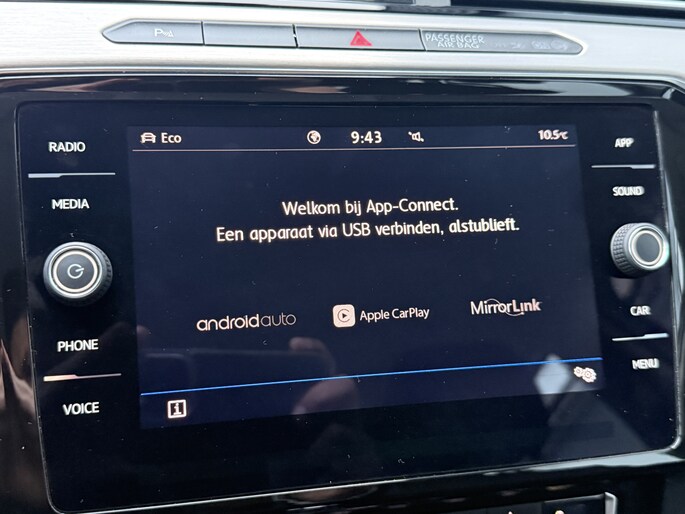 PASSENGER
AIR BAG
RADIO
MEDIA
PHONE
VOICE
Eco
9:43
10.5°C
Welkom bij App-Connect.
Een apparaat via USB verbinden, alstublieft.
androidauto
Apple CarPlay
MirrorLink
i
APP
SOUND
CAR
MENU